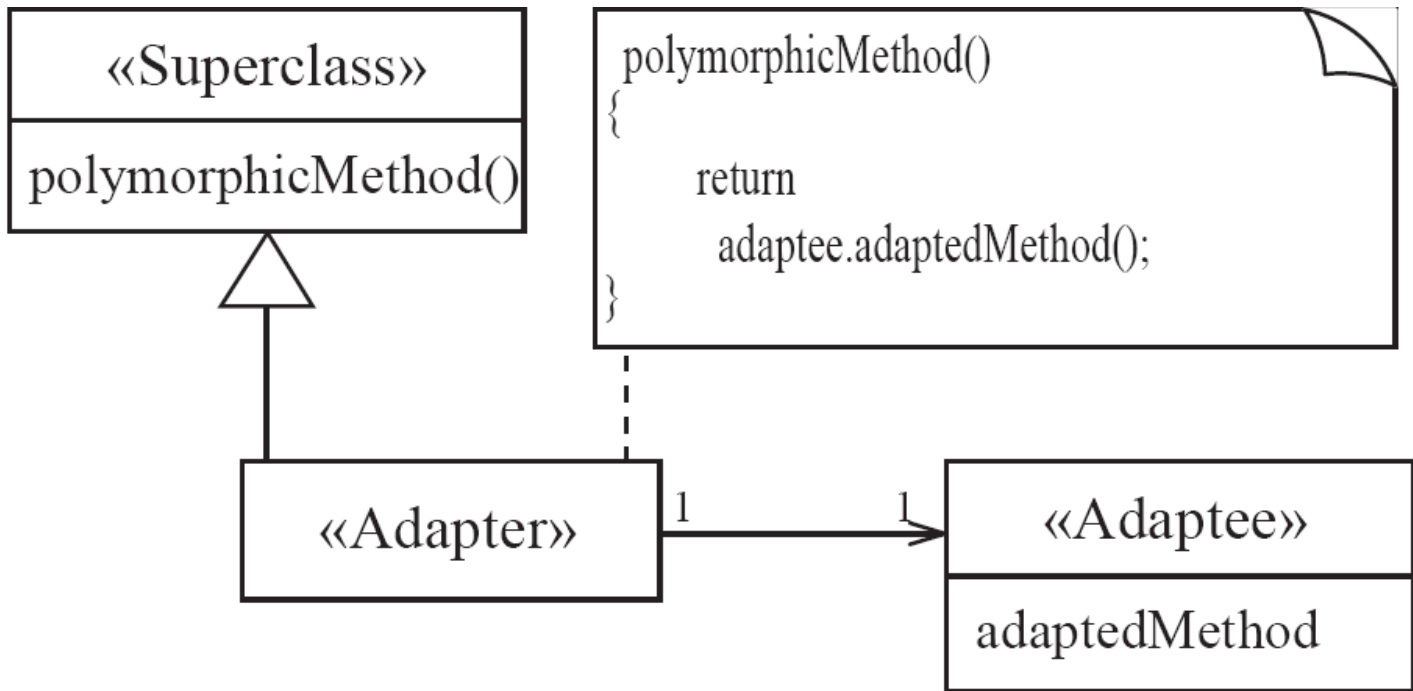 «Superclass»
polymorphicMethod()
polymorphicMethod()
{
return
adaptee.adaptedMethod();
}
«Adapter»
1
1
«Adaptee»
adaptedMethod